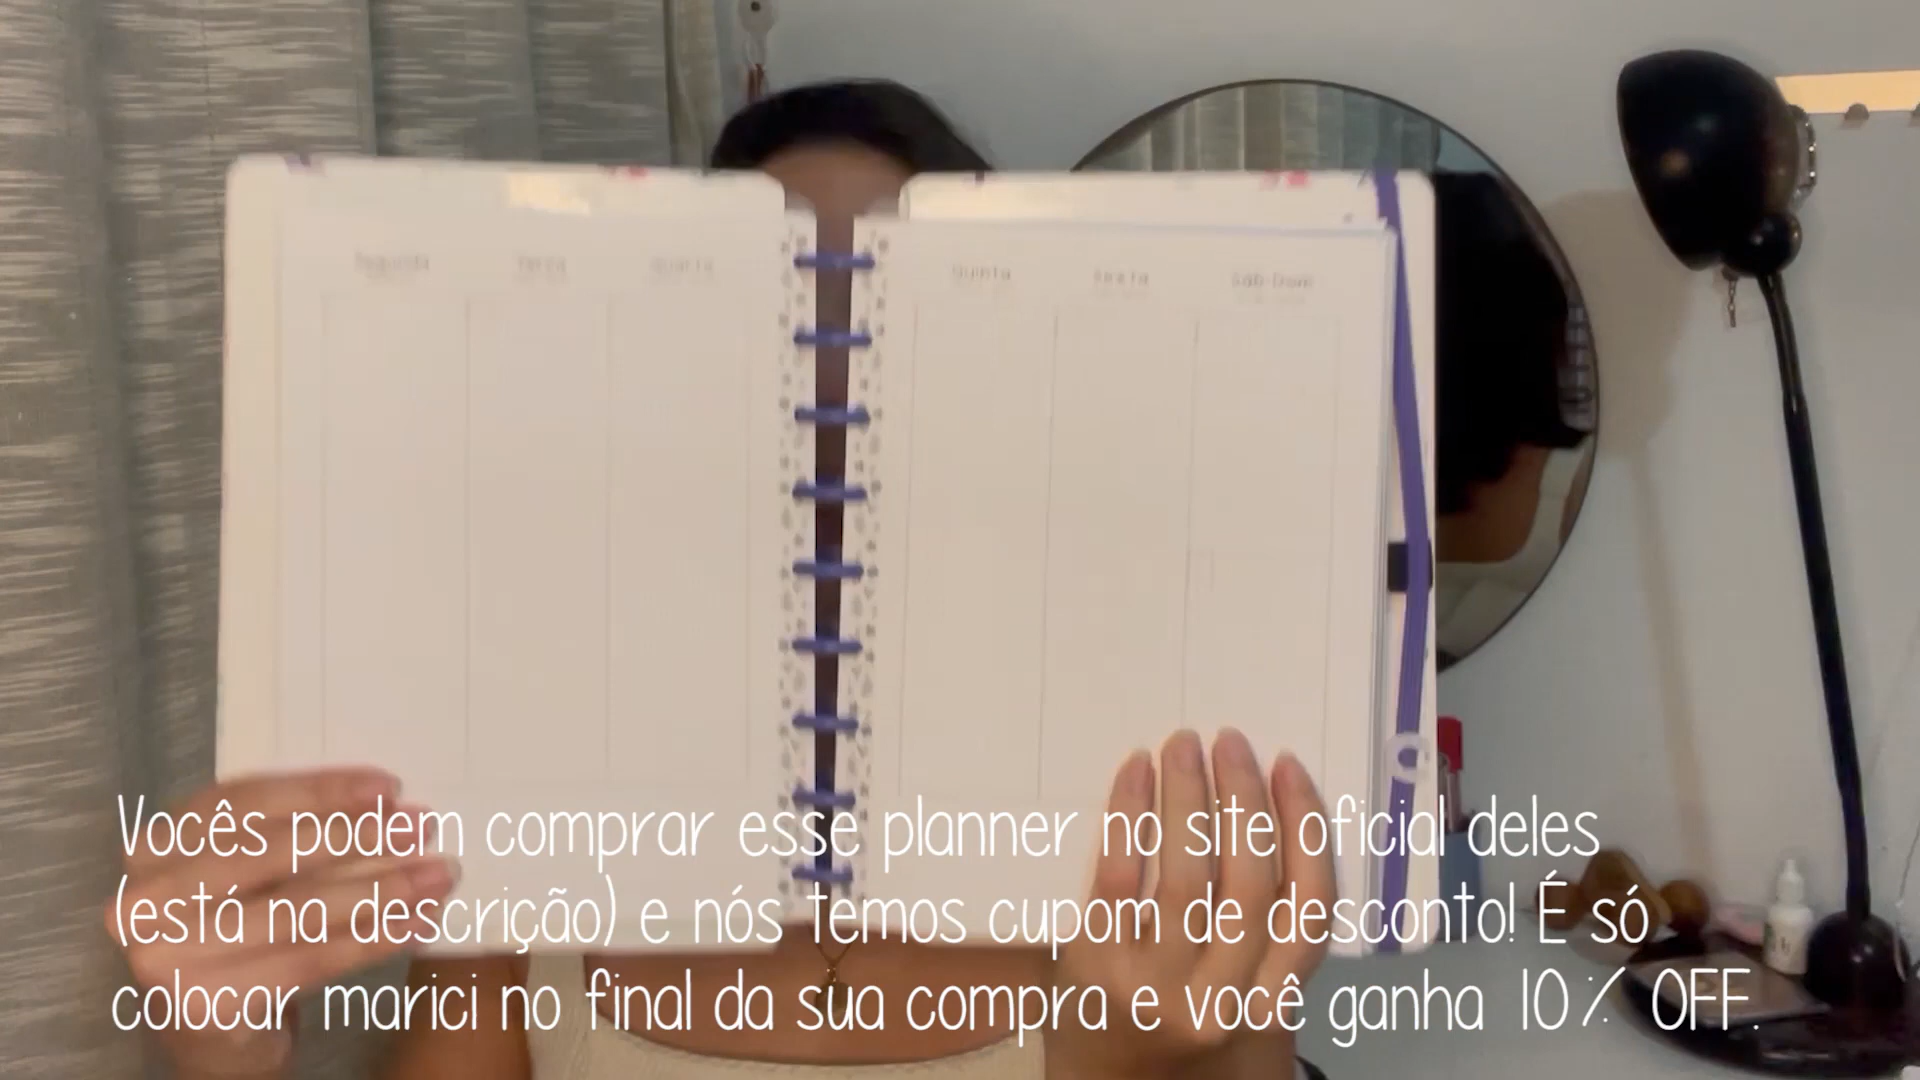 Segunda Terça Quarta Quinta Sexta Sáb-Dom
Vocês podem comprar esse planner no site oficial deles
(está na descrição) e nós temos cupom de desconto! É só
colocar marici no final da sua compra e você ganha 10% OFF.